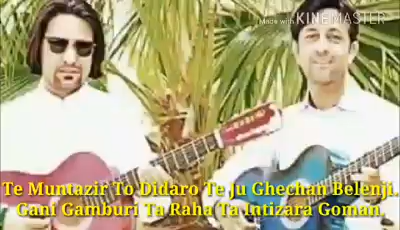 Made with KINEMASTER
Te Muntazir To Didaro Te Ju Ghechan Belenji.
Gani Gamburi Ta Raha Ta Intizara Goman.